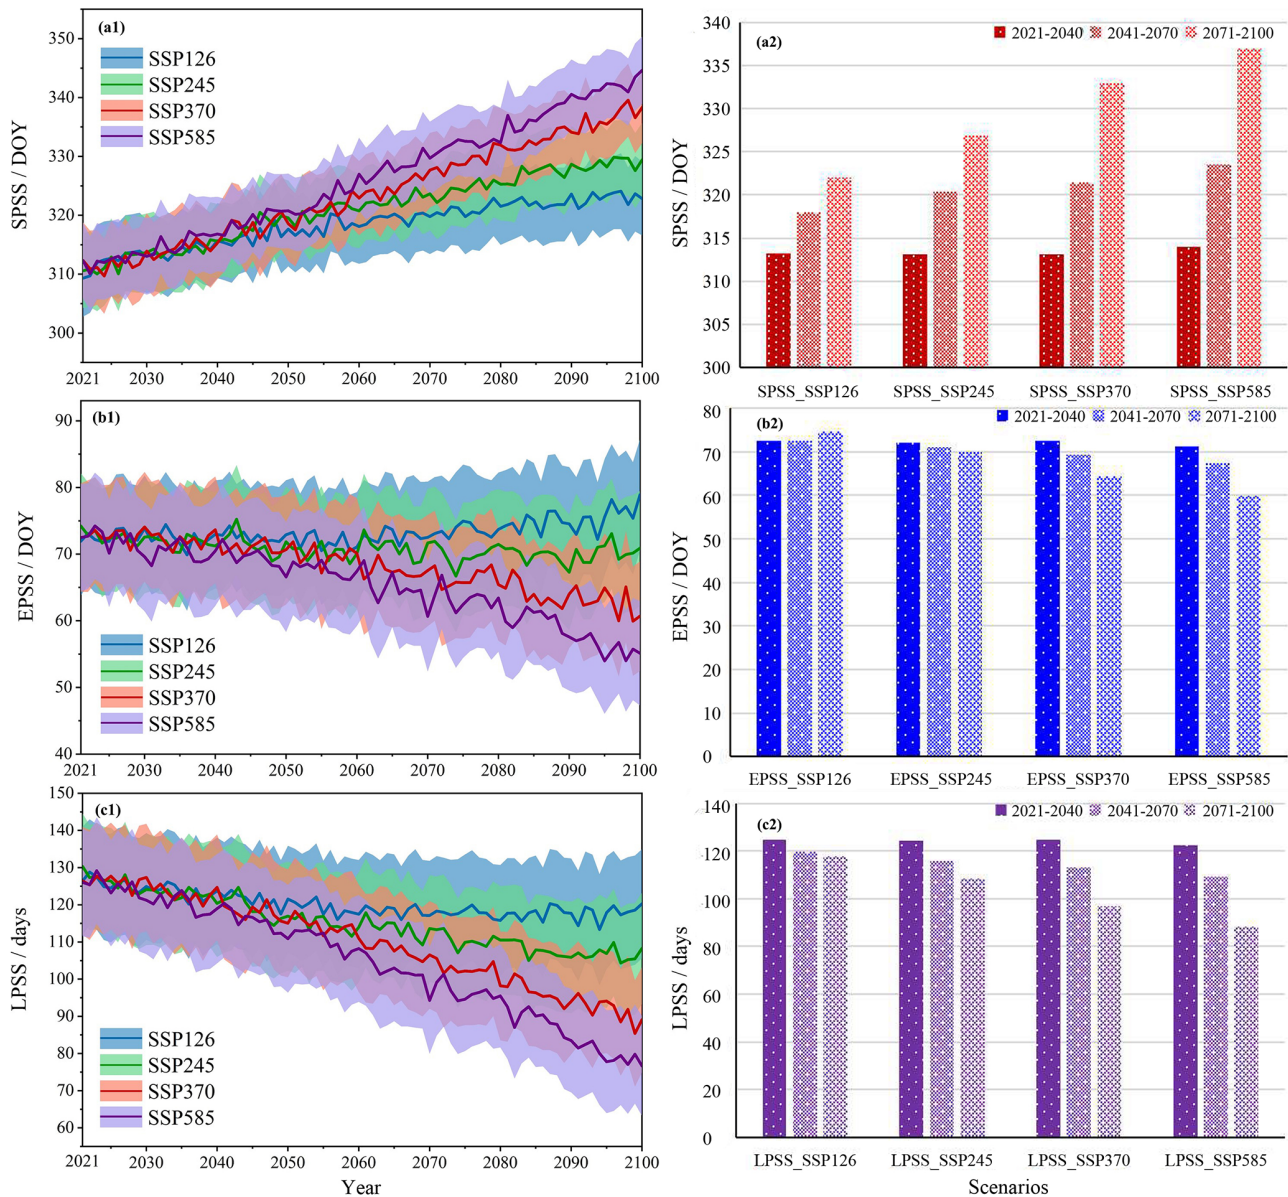 (a1)
SPSS / DOY
350
340
330
320
310
300
SSP126
SSP245
SSP370
SSP585
2021 2030 2040 2050 2060 2070 2080 2090 2100
(a2)
2021-2040 2041-2070 2071-2100
SPSS / DOY
340
335
330
325
320
315
310
305
300
SPSS_SSP126 SPSS_SSP245 SPSS_SSP370 SPSS_SSP585
(b1)
EPSS / DOY
90
80
70
60
50
40
SSP126
SSP245
SSP370
SSP585
2021 2030 2040 2050 2060 2070 2080 2090 2100
(b2)
2021-2040 2041-2070 2071-2100
EPSS / DOY
80
70
60
50
40
30
20
10
0
EPSS_SSP126 EPSS_SSP245 EPSS_SSP370 EPSS_SSP585
(c1)
LPSS / days
150
140
130
120
110
100
90
80
70
60
SSP126
SSP245
SSP370
SSP585
2021 2030 2040 2050 2060 2070 2080 2090 2100
Year
(c2)
2021-2040 2041-2070 2071-2100
LPSS / days
140
120
100
80
60
40
20
0
LPSS_SSP126 LPSS_SSP245 LPSS_SSP370 LPSS_SSP585
Scenarios